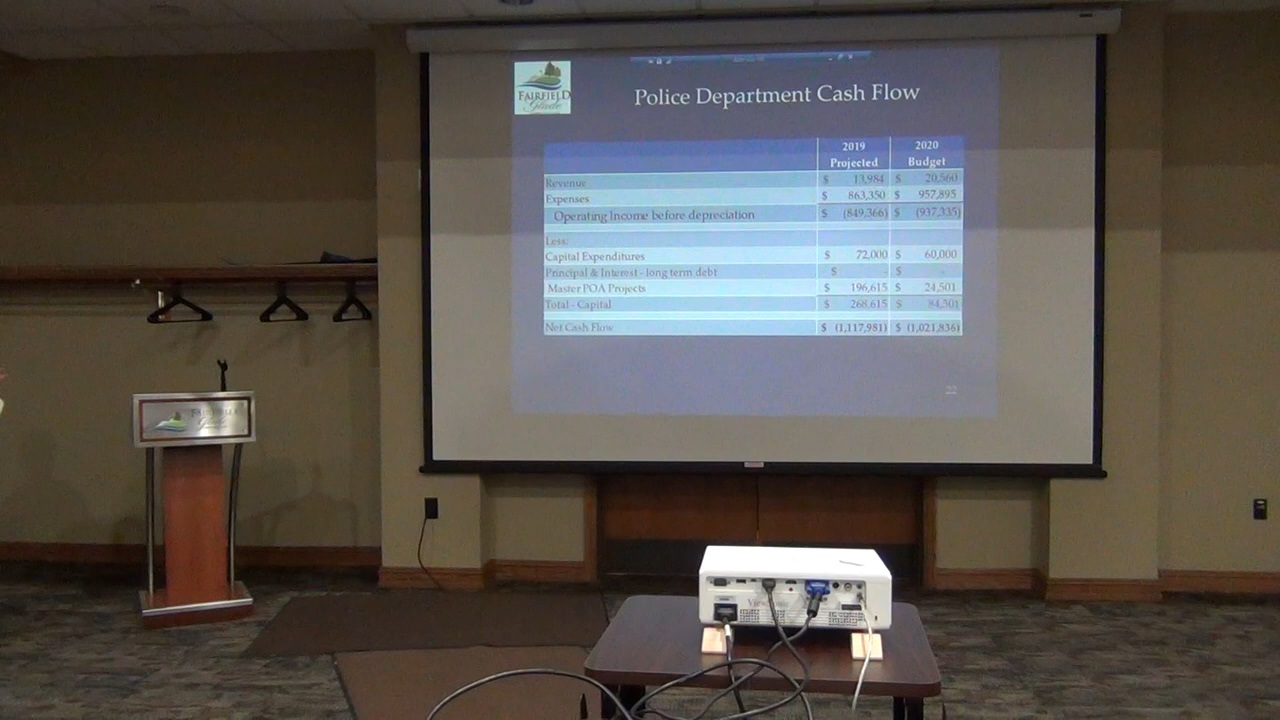 FAIRFIELD
Glade
Police Department Cash Flow
2019 Projected 2020 Budget
Revenue $ 13,984 $ 20,560
Expenses $ 863,350 $ 957,895
Operating Income before depreciation $ (849,366) $ (937,335)
Less:
Capital Expenditures $ 72,000 $ 60,000
Principal & Interest - long term debt $ - $ -
Master POA Projects $ 196,615 $ 24,501
Total - Capital $ 268,615 $ 84,501
Net Cash Flow $ (1,117,981) $ (1,021,836)
22
FAIRFIELD
Glade